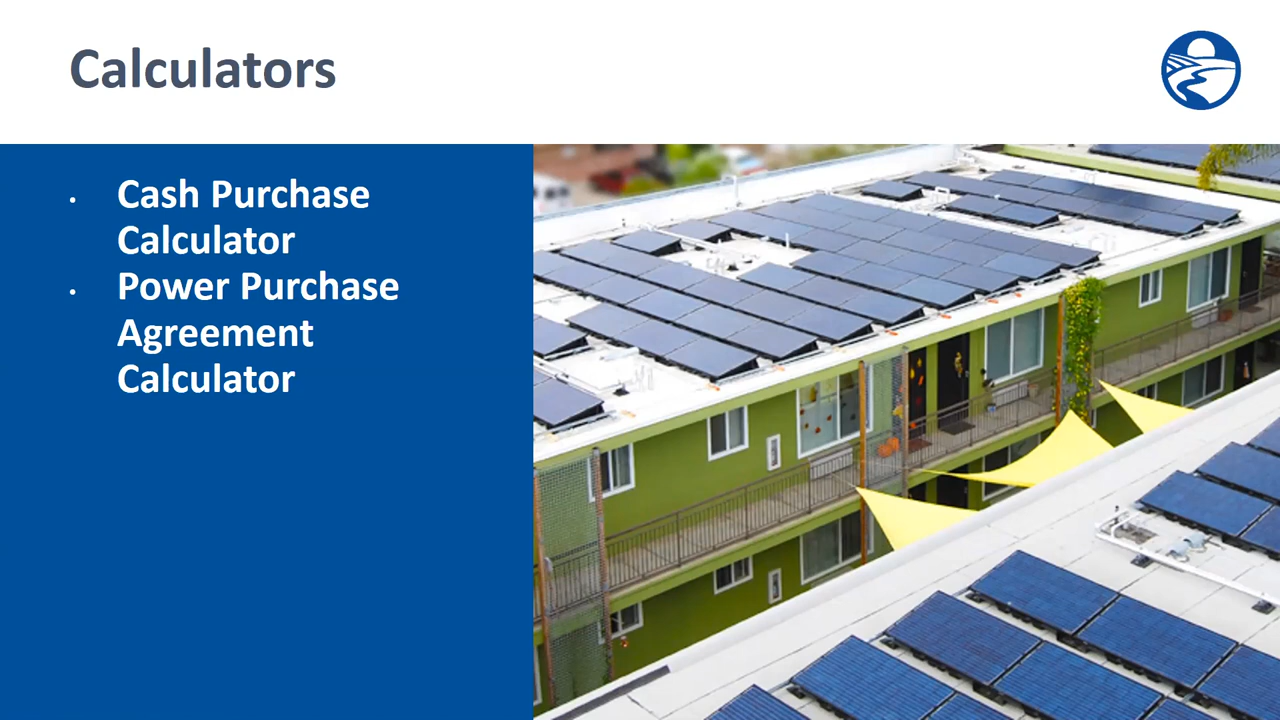 Calculators
• Cash Purchase
Calculator
• Power Purchase
Agreement
Calculator